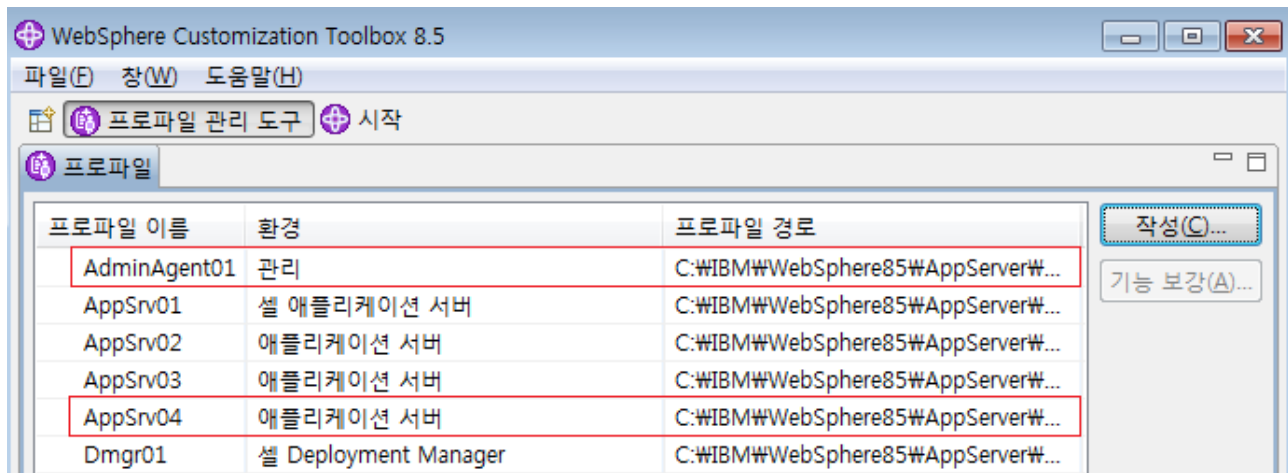 WebSphere Customization Toolbox 8.5
파일(F) 창(W) 도움말(H)
프로파일 관리 도구 시작
프로파일
프로파일 이름 환경 프로파일 경로 작성(C)...
AdminAgent01 관리 C:₩IBM₩WebSphere85₩AppServer₩...
기능 보강(A)...
AppSrv01 셀 애플리케이션 서버 C:₩IBM₩WebSphere85₩AppServer₩...
AppSrv02 애플리케이션 서버 C:₩IBM₩WebSphere85₩AppServer₩...
AppSrv03 애플리케이션 서버 C:₩IBM₩WebSphere85₩AppServer₩...
AppSrv04 애플리케이션 서버 C:₩IBM₩WebSphere85₩AppServer₩...
Dmgr01 셀 Deployment Manager C:₩IBM₩WebSphere85₩AppServer₩...